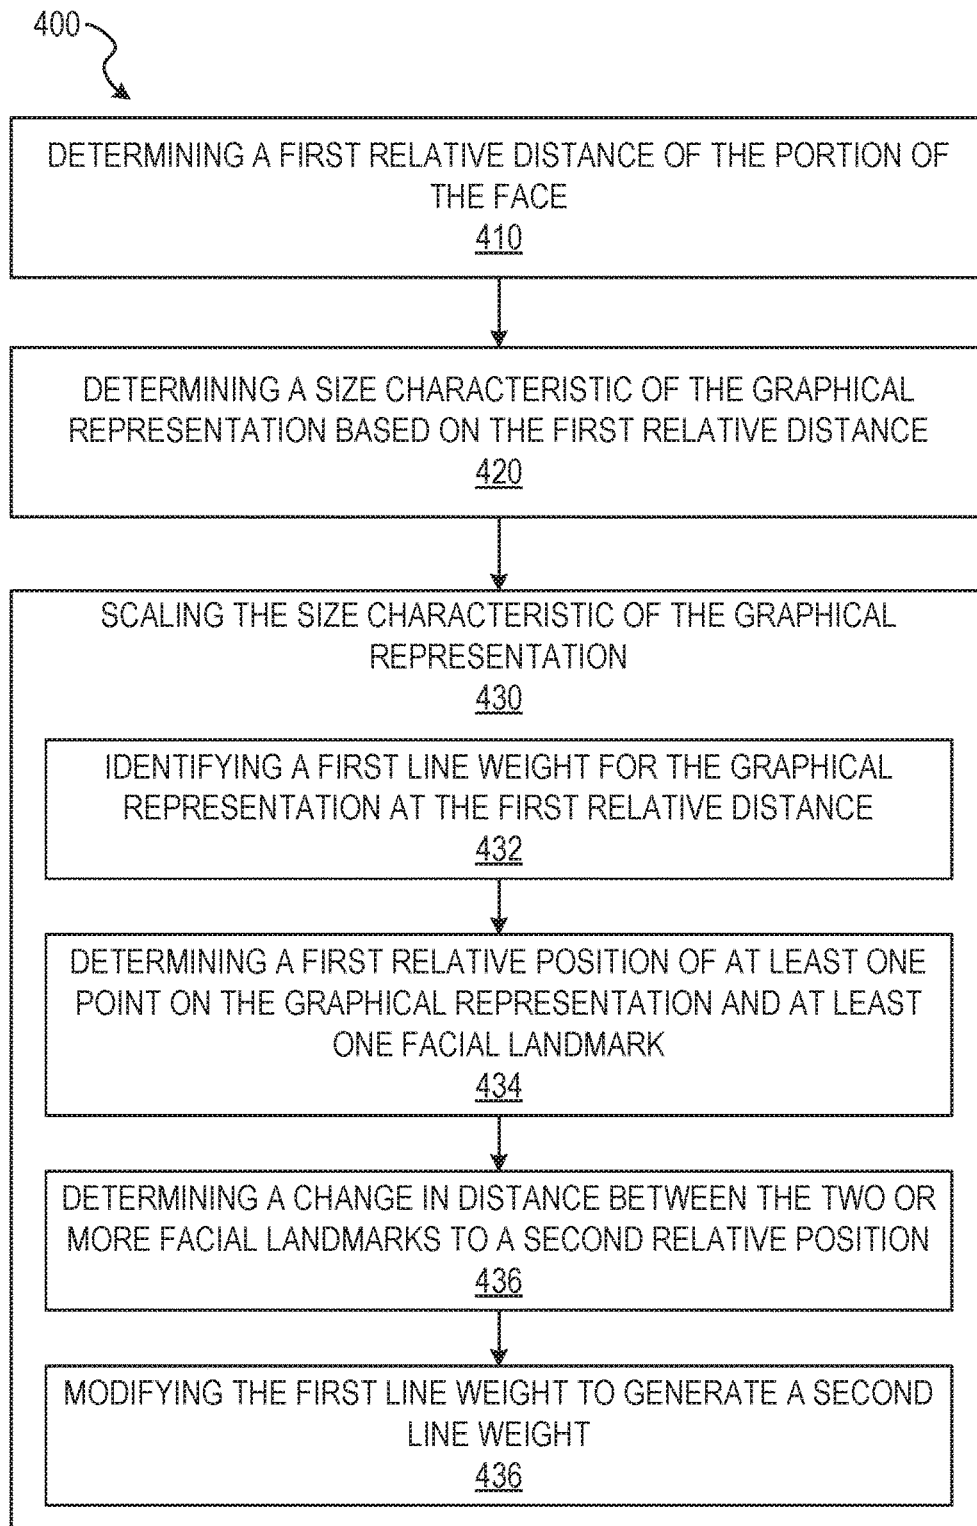 400
DETERMINING A FIRST RELATIVE DISTANCE OF THE PORTION OF
THE FACE
410
DETERMINING A SIZE CHARACTERISTIC OF THE GRAPHICAL
REPRESENTATION BASED ON THE FIRST RELATIVE DISTANCE
420
SCALING THE SIZE CHARACTERISTIC OF THE GRAPHICAL
REPRESENTATION
430
IDENTIFYING A FIRST LINE WEIGHT FOR THE GRAPHICAL
REPRESENTATION AT THE FIRST RELATIVE DISTANCE
432
DETERMINING A FIRST RELATIVE POSITION OF AT LEAST ONE
POINT ON THE GRAPHICAL REPRESENTATION AND AT LEAST
ONE FACIAL LANDMARK
434
DETERMINING A CHANGE IN DISTANCE BETWEEN THE TWO OR
MORE FACIAL LANDMARKS TO A SECOND RELATIVE POSITION
436
MODIFYING THE FIRST LINE WEIGHT TO GENERATE A SECOND
LINE WEIGHT
436